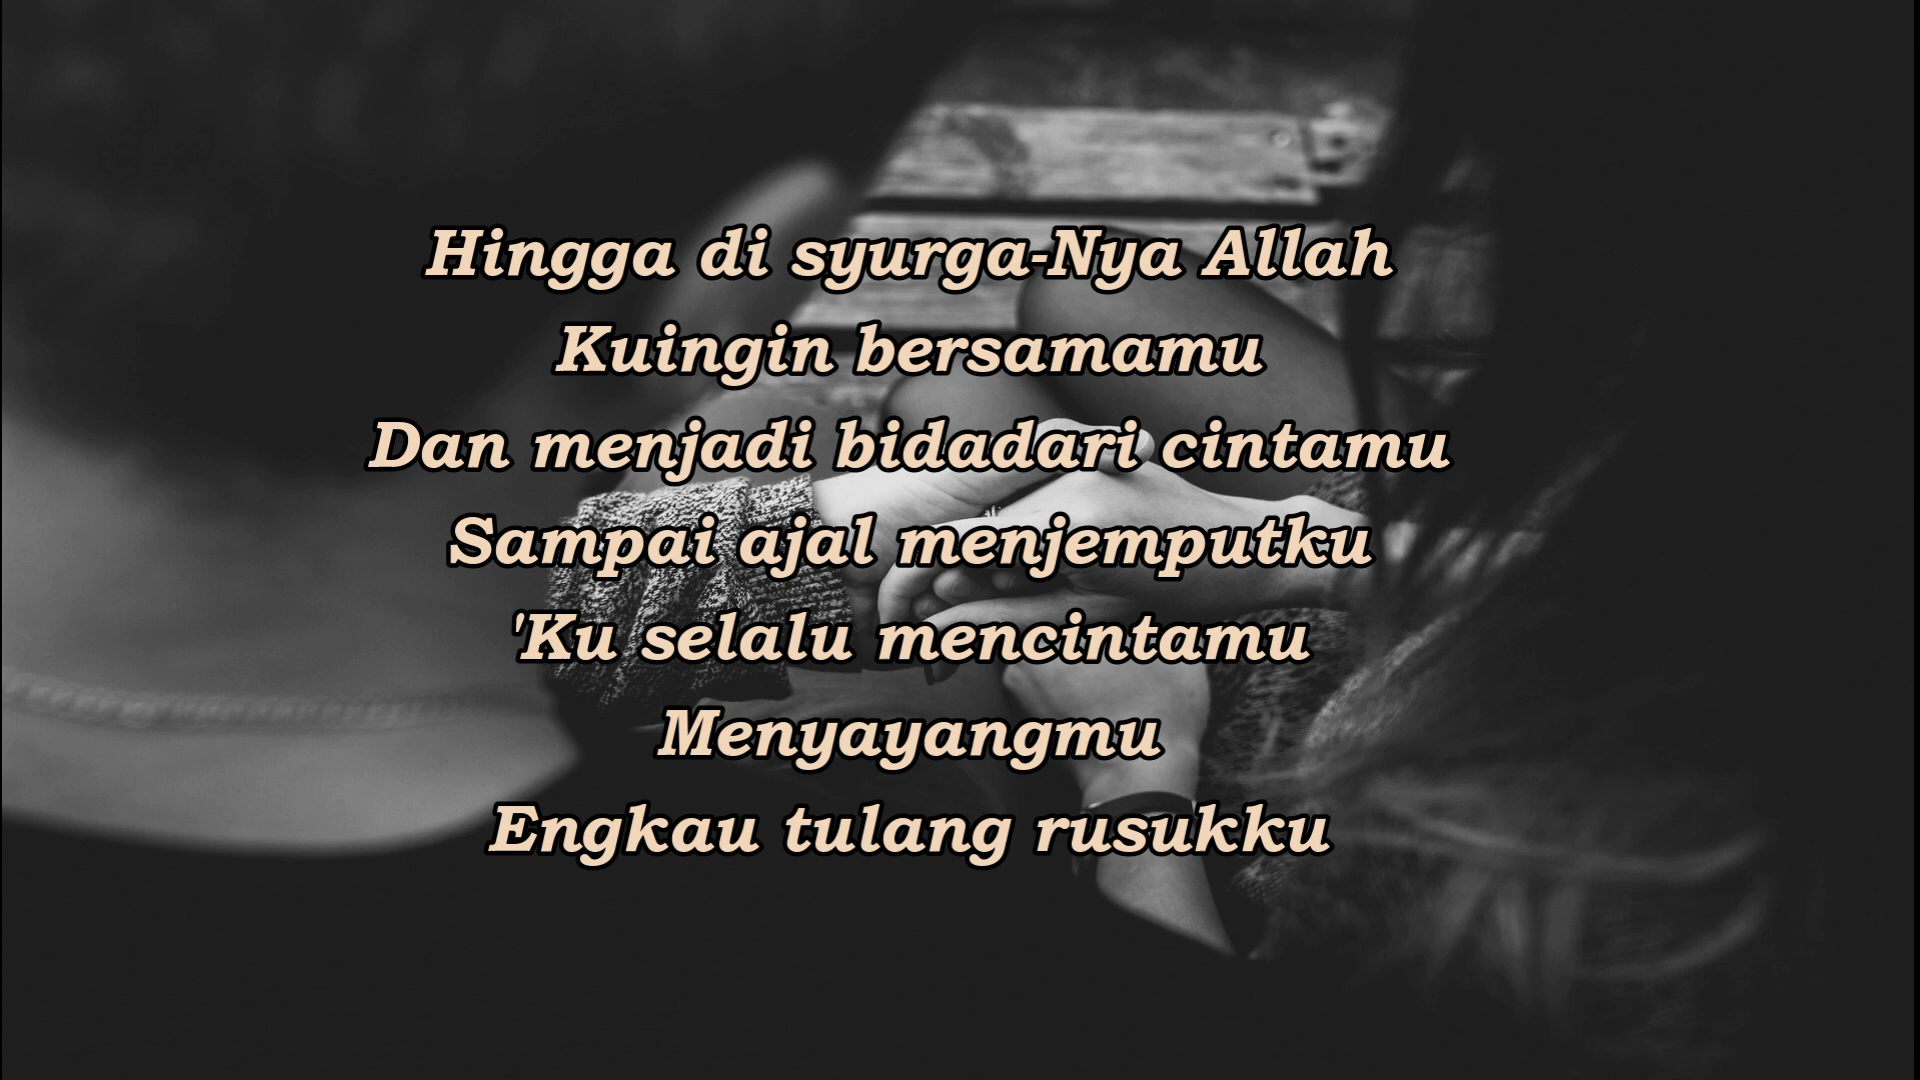 Hingga di syurga-Nya Allah
Kuingin bersamamu
Dan menjadi bidadari cintamu
Sampai ajal menjemputku
'Ku selalu mencintamu
Menyayangmu
Engkau tulang rusukku